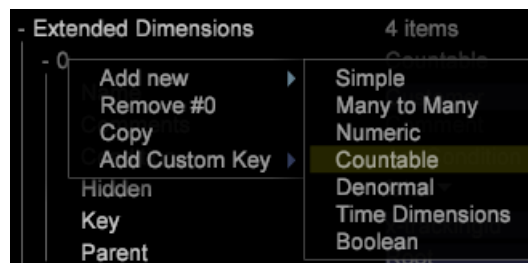 - Extended Dimensions 4 items
- 0 Countable
Add new Simple
Remove #0 Many to Many
Copy Numeric
Add Custom Key Countable
Hidden Denormal
Key Time Dimensions
Parent Boolean